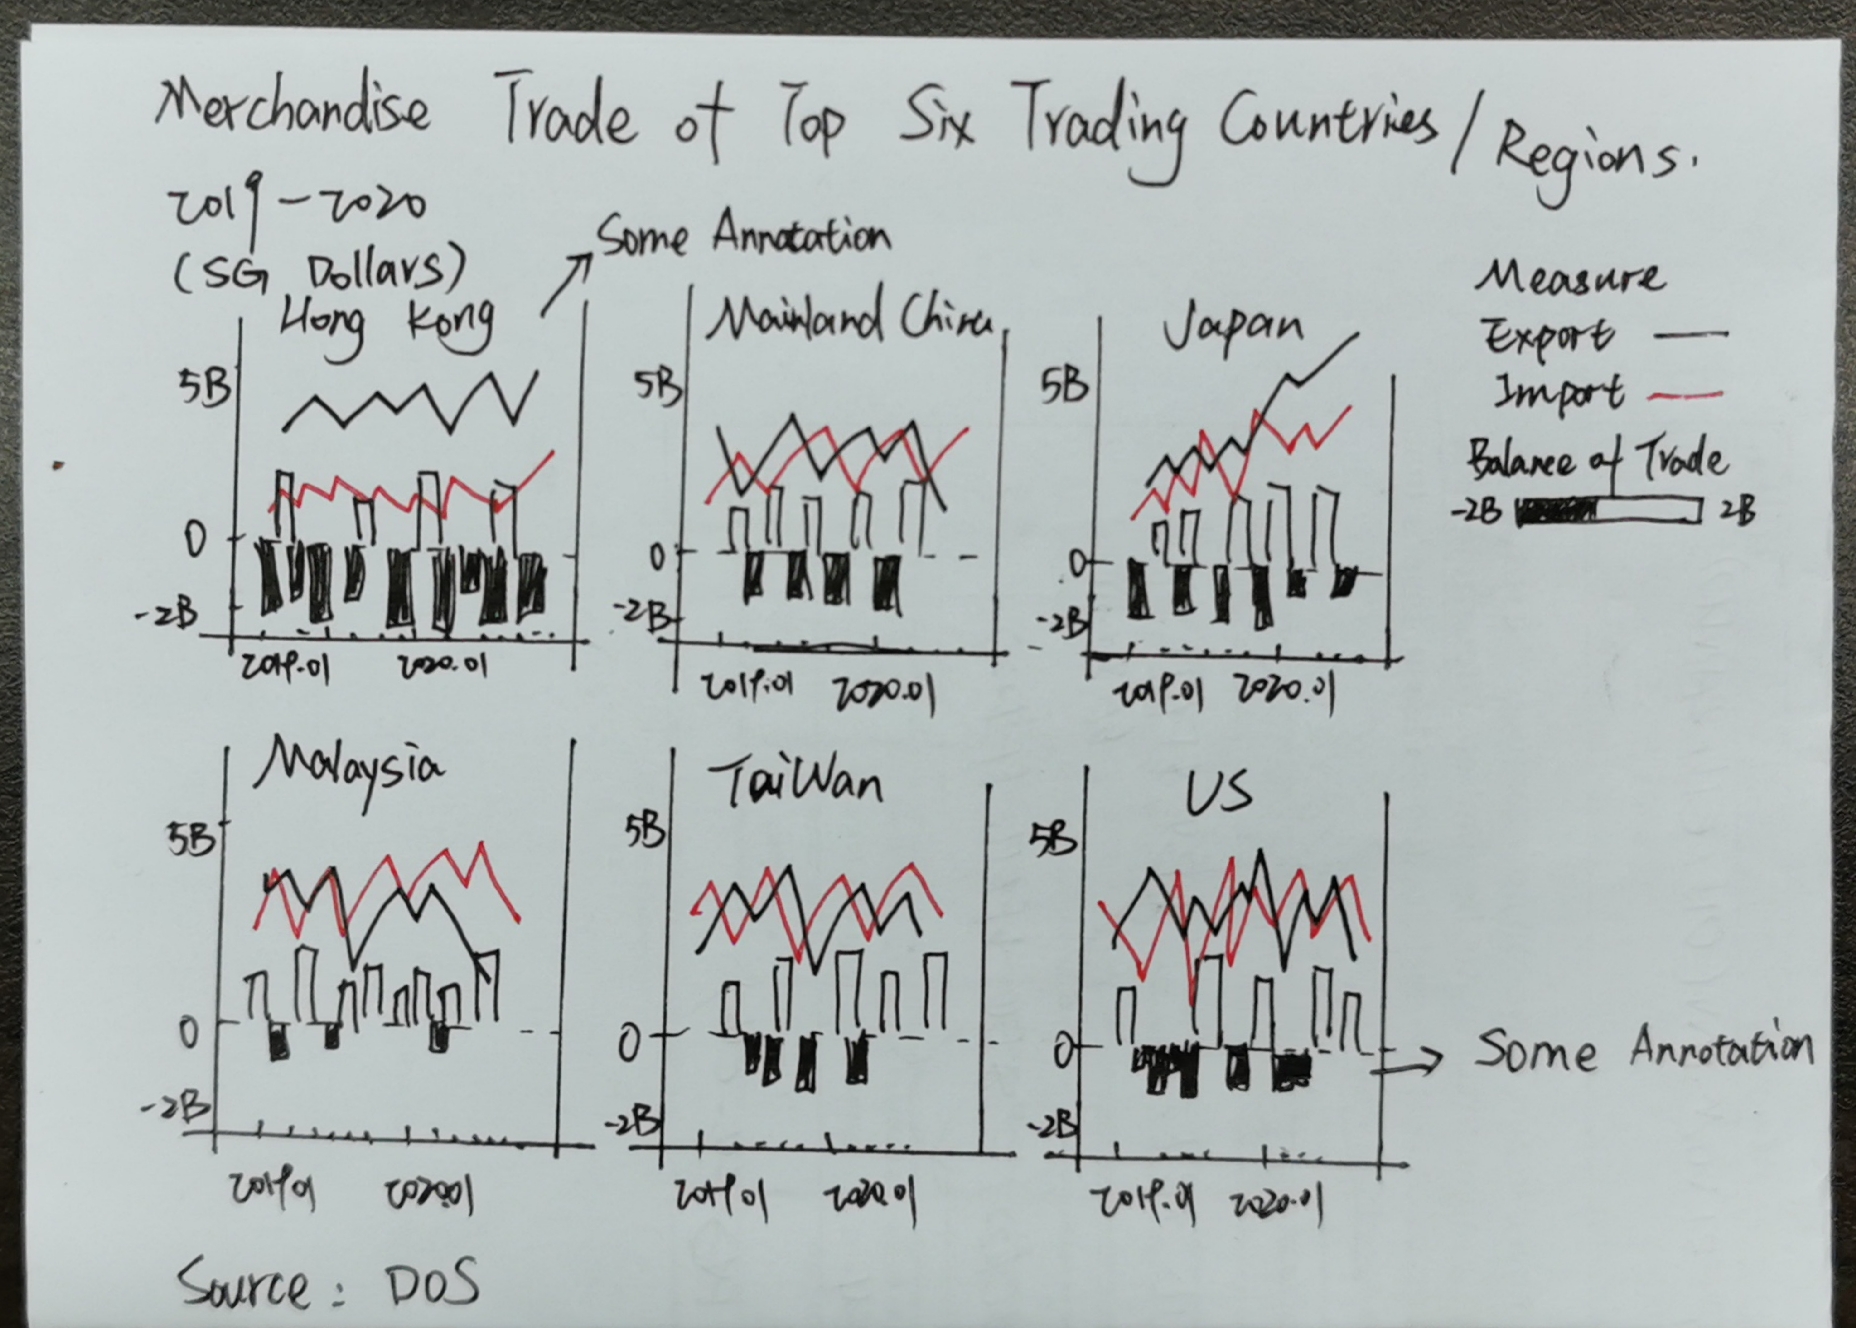 Merchandise Trade of Top Six Trading Countries / Regions.
2019-2020
(SG Dollars)
Some Annotation
Hong Kong
Mainland China
Japan
Measure
Export
Import
Balance of Trade
-2B 2B
5B
0
-2B
2019.01 2020.01
5B
0
-2B
2019.01 2020.01
5B
0
-2B
2019.01 2020.01
Malaysia
TaiWan
US
5B
0
-2B
2019.01 2020.01
5B
0
-2B
2019.01 2020.01
5B
0
-2B
2019.01 2020.01
Some Annotation
Source: DOS